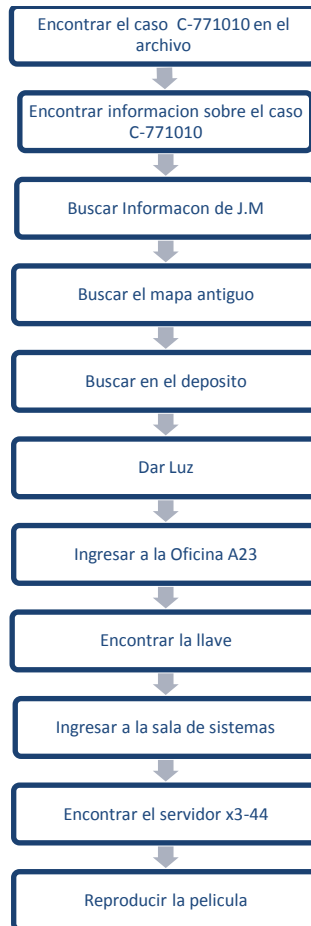 Encontrar el caso C-771010 en el
archivo
Encontrar informacion sobre el caso
C-771010
Buscar Informacon de J.M
Buscar el mapa antiguo
Buscar en el deposito
Dar Luz
Ingresar a la Oficina A23
Encontrar la llave
Ingresar a la sala de sistemas
Encontrar el servidor x3-44
Reproducir la pelicula